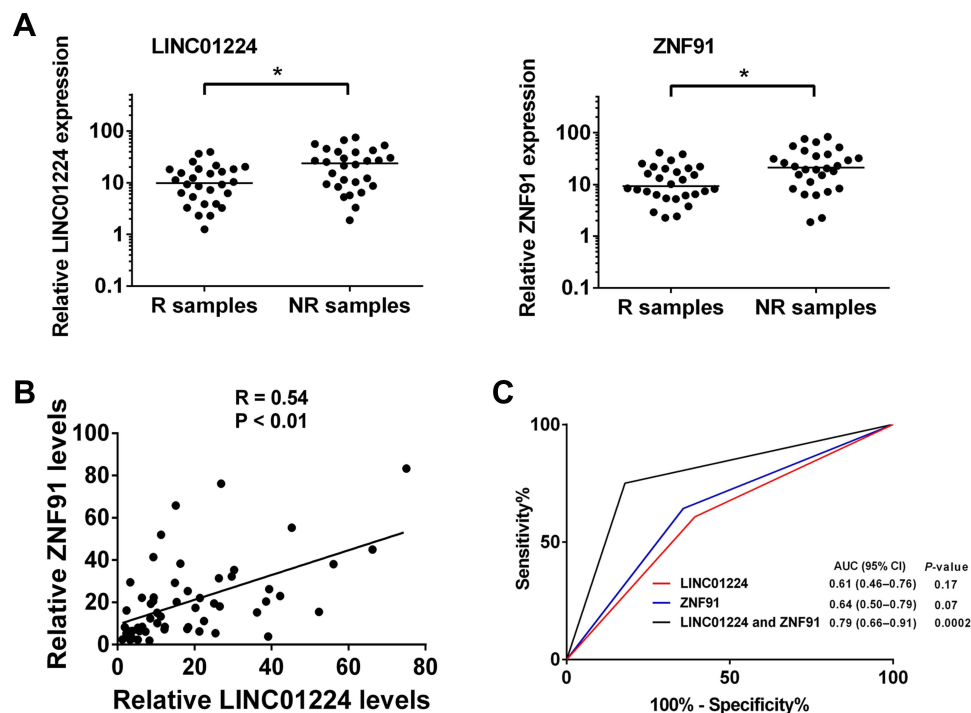 A
LINC01224
*
Relative LINC01224 expression
100
10
1
0.1
R samples
NR samples
ZNF91
*
Relative ZNF91 expression
100
10
1
0.1
R samples
NR samples
B
R = 0.54
P < 0.01
Relative ZNF91 levels
100
80
60
40
20
0
0
20
40
60
80
Relative LINC01224 levels
C
Sensitivity%
100
50
0
AUC (95% CI) P-value
LINC01224 0.61 (0.46–0.76) 0.17
ZNF91 0.64 (0.50–0.79) 0.07
LINC01224 and ZNF91 0.79 (0.66–0.91) 0.0002
0
50
100
100% - Specificity%